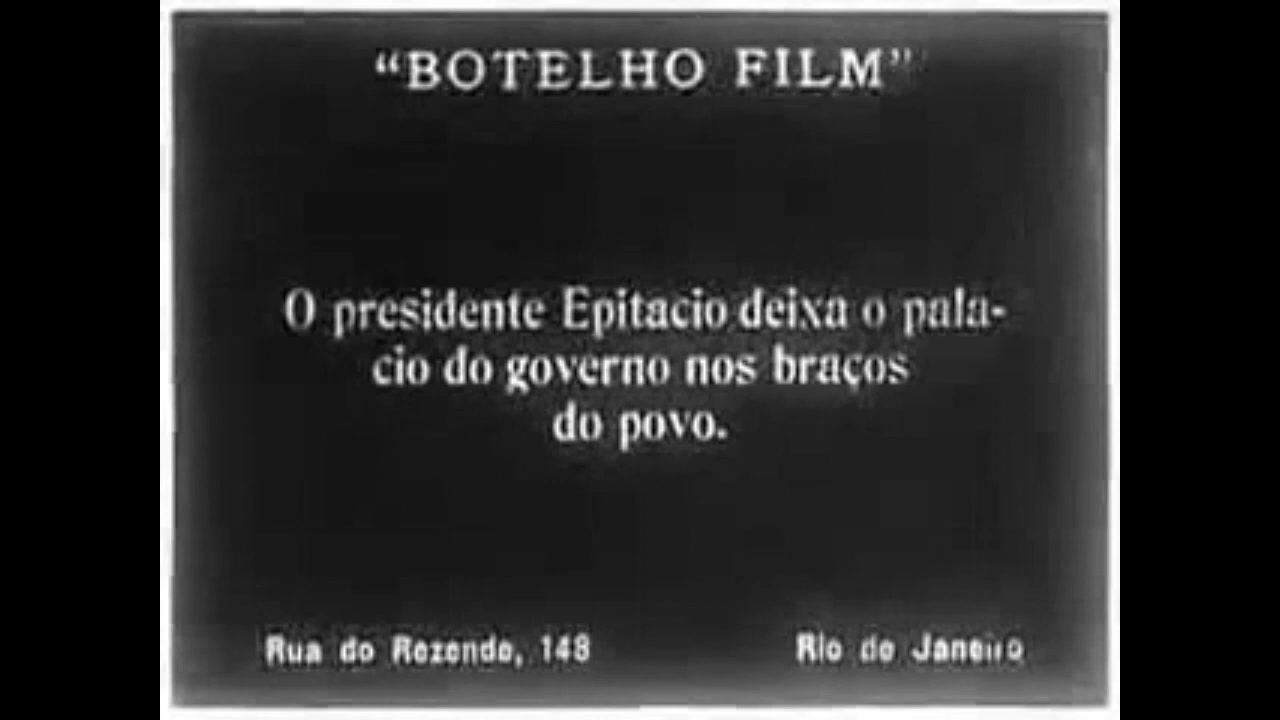 “BOTELHO FILM”
O presidente Epitacio deixa o pala-
cio do governo nos braços
do povo.
Rua do Rezende, 148
Rio de Janeiro